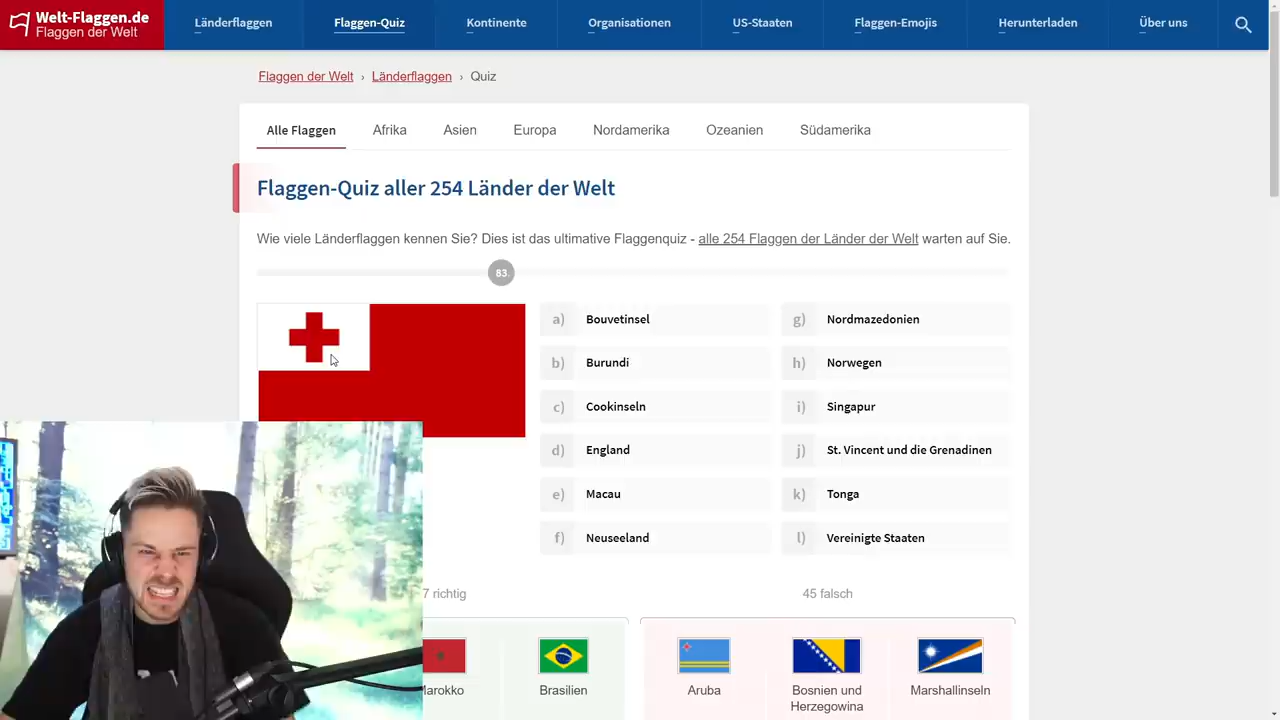 Welt-Flaggen.de
Flaggen der Welt
Länderflaggen
Flaggen-Quiz
Kontinente
Organisationen
US-Staaten
Flaggen-Emojis
Herunterladen
Über uns
Flaggen der Welt › Länderflaggen › Quiz
Alle Flaggen
Afrika
Asien
Europa
Nordamerika
Ozeanien
Südamerika
Flaggen-Quiz aller 254 Länder der Welt
Wie viele Länderflaggen kennen Sie? Dies ist das ultimative Flaggenquiz - alle 254 Flaggen der Länder der Welt warten auf Sie.
83.
a) Bouvetinsel
b) Burundi
c) Cookinseln
d) England
e) Macau
f) Neuseeland
g) Nordmazedonien
h) Norwegen
i) Singapur
j) St. Vincent und die Grenadinen
k) Tonga
l) Vereinigte Staaten
7 richtig
45 falsch
Marokko
Brasilien
Aruba
Bosnien und
Herzegowina
Marshallinseln